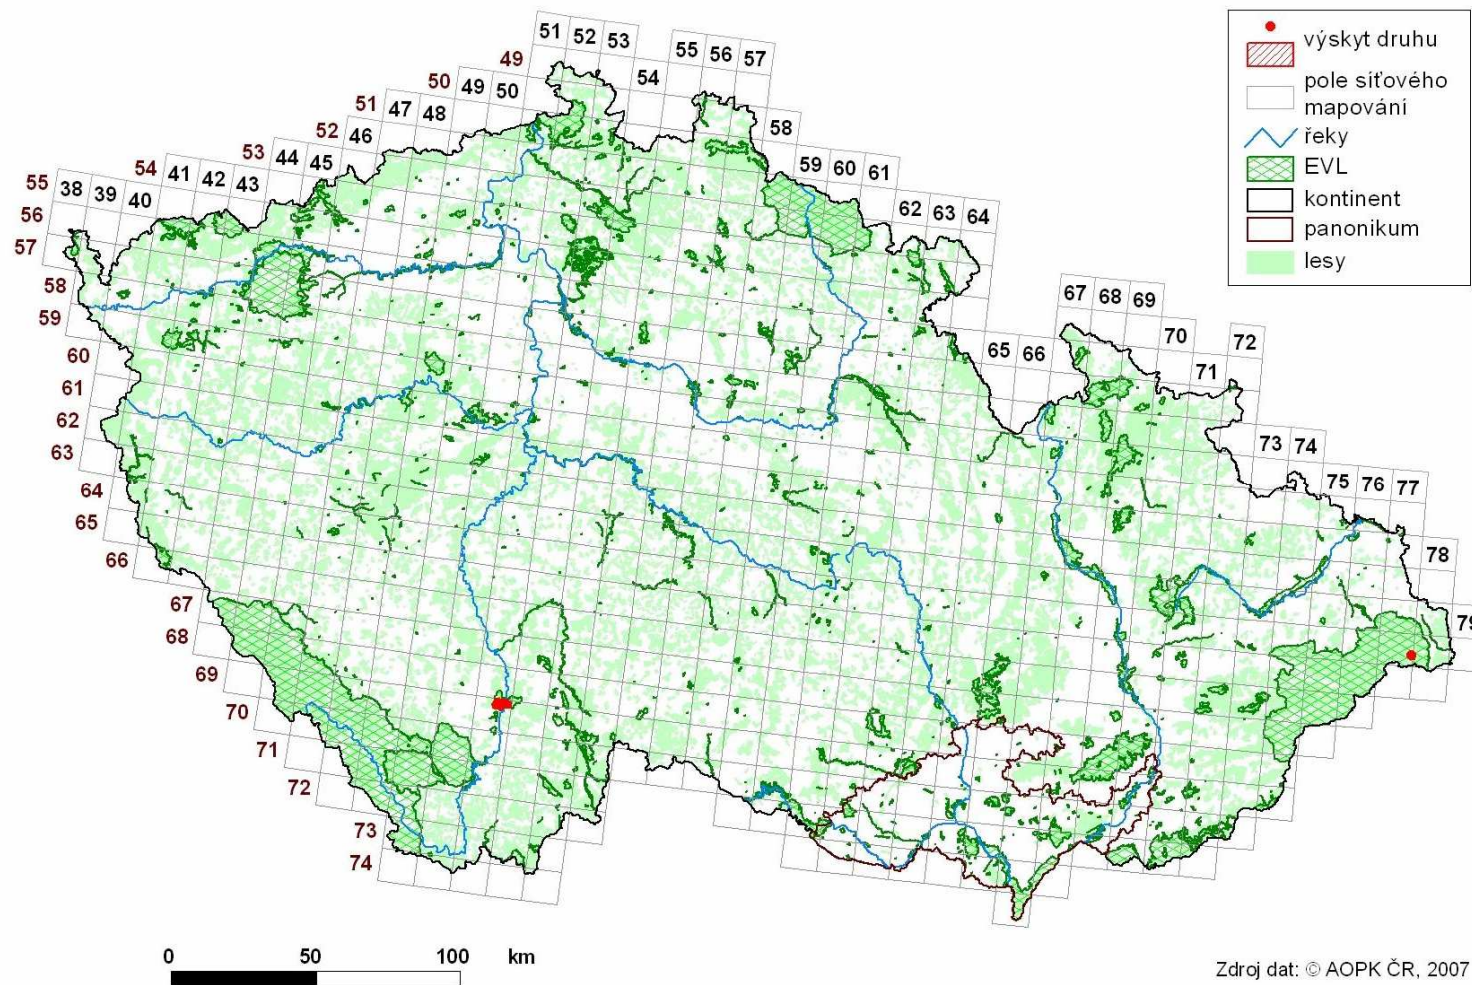 51 52 53
49
54
55 56 57
50 49 50
51 47 48
52 46
58
53 44 45
59 60 61
54 41 42 43
55 38 39 40
56
57
62 63 64
58
59
67 68 69
70
72
65 66
71
60
61
62
63
73 74
75 76 77
64
65
66
78
67
68
79
69
70
71
72
73
74
výskyt druhu
pole síťového
mapování
řeky
EVL
kontinent
panonikum
lesy
0 50 100 km
Zdroj dat: © AOPK ČR, 2007